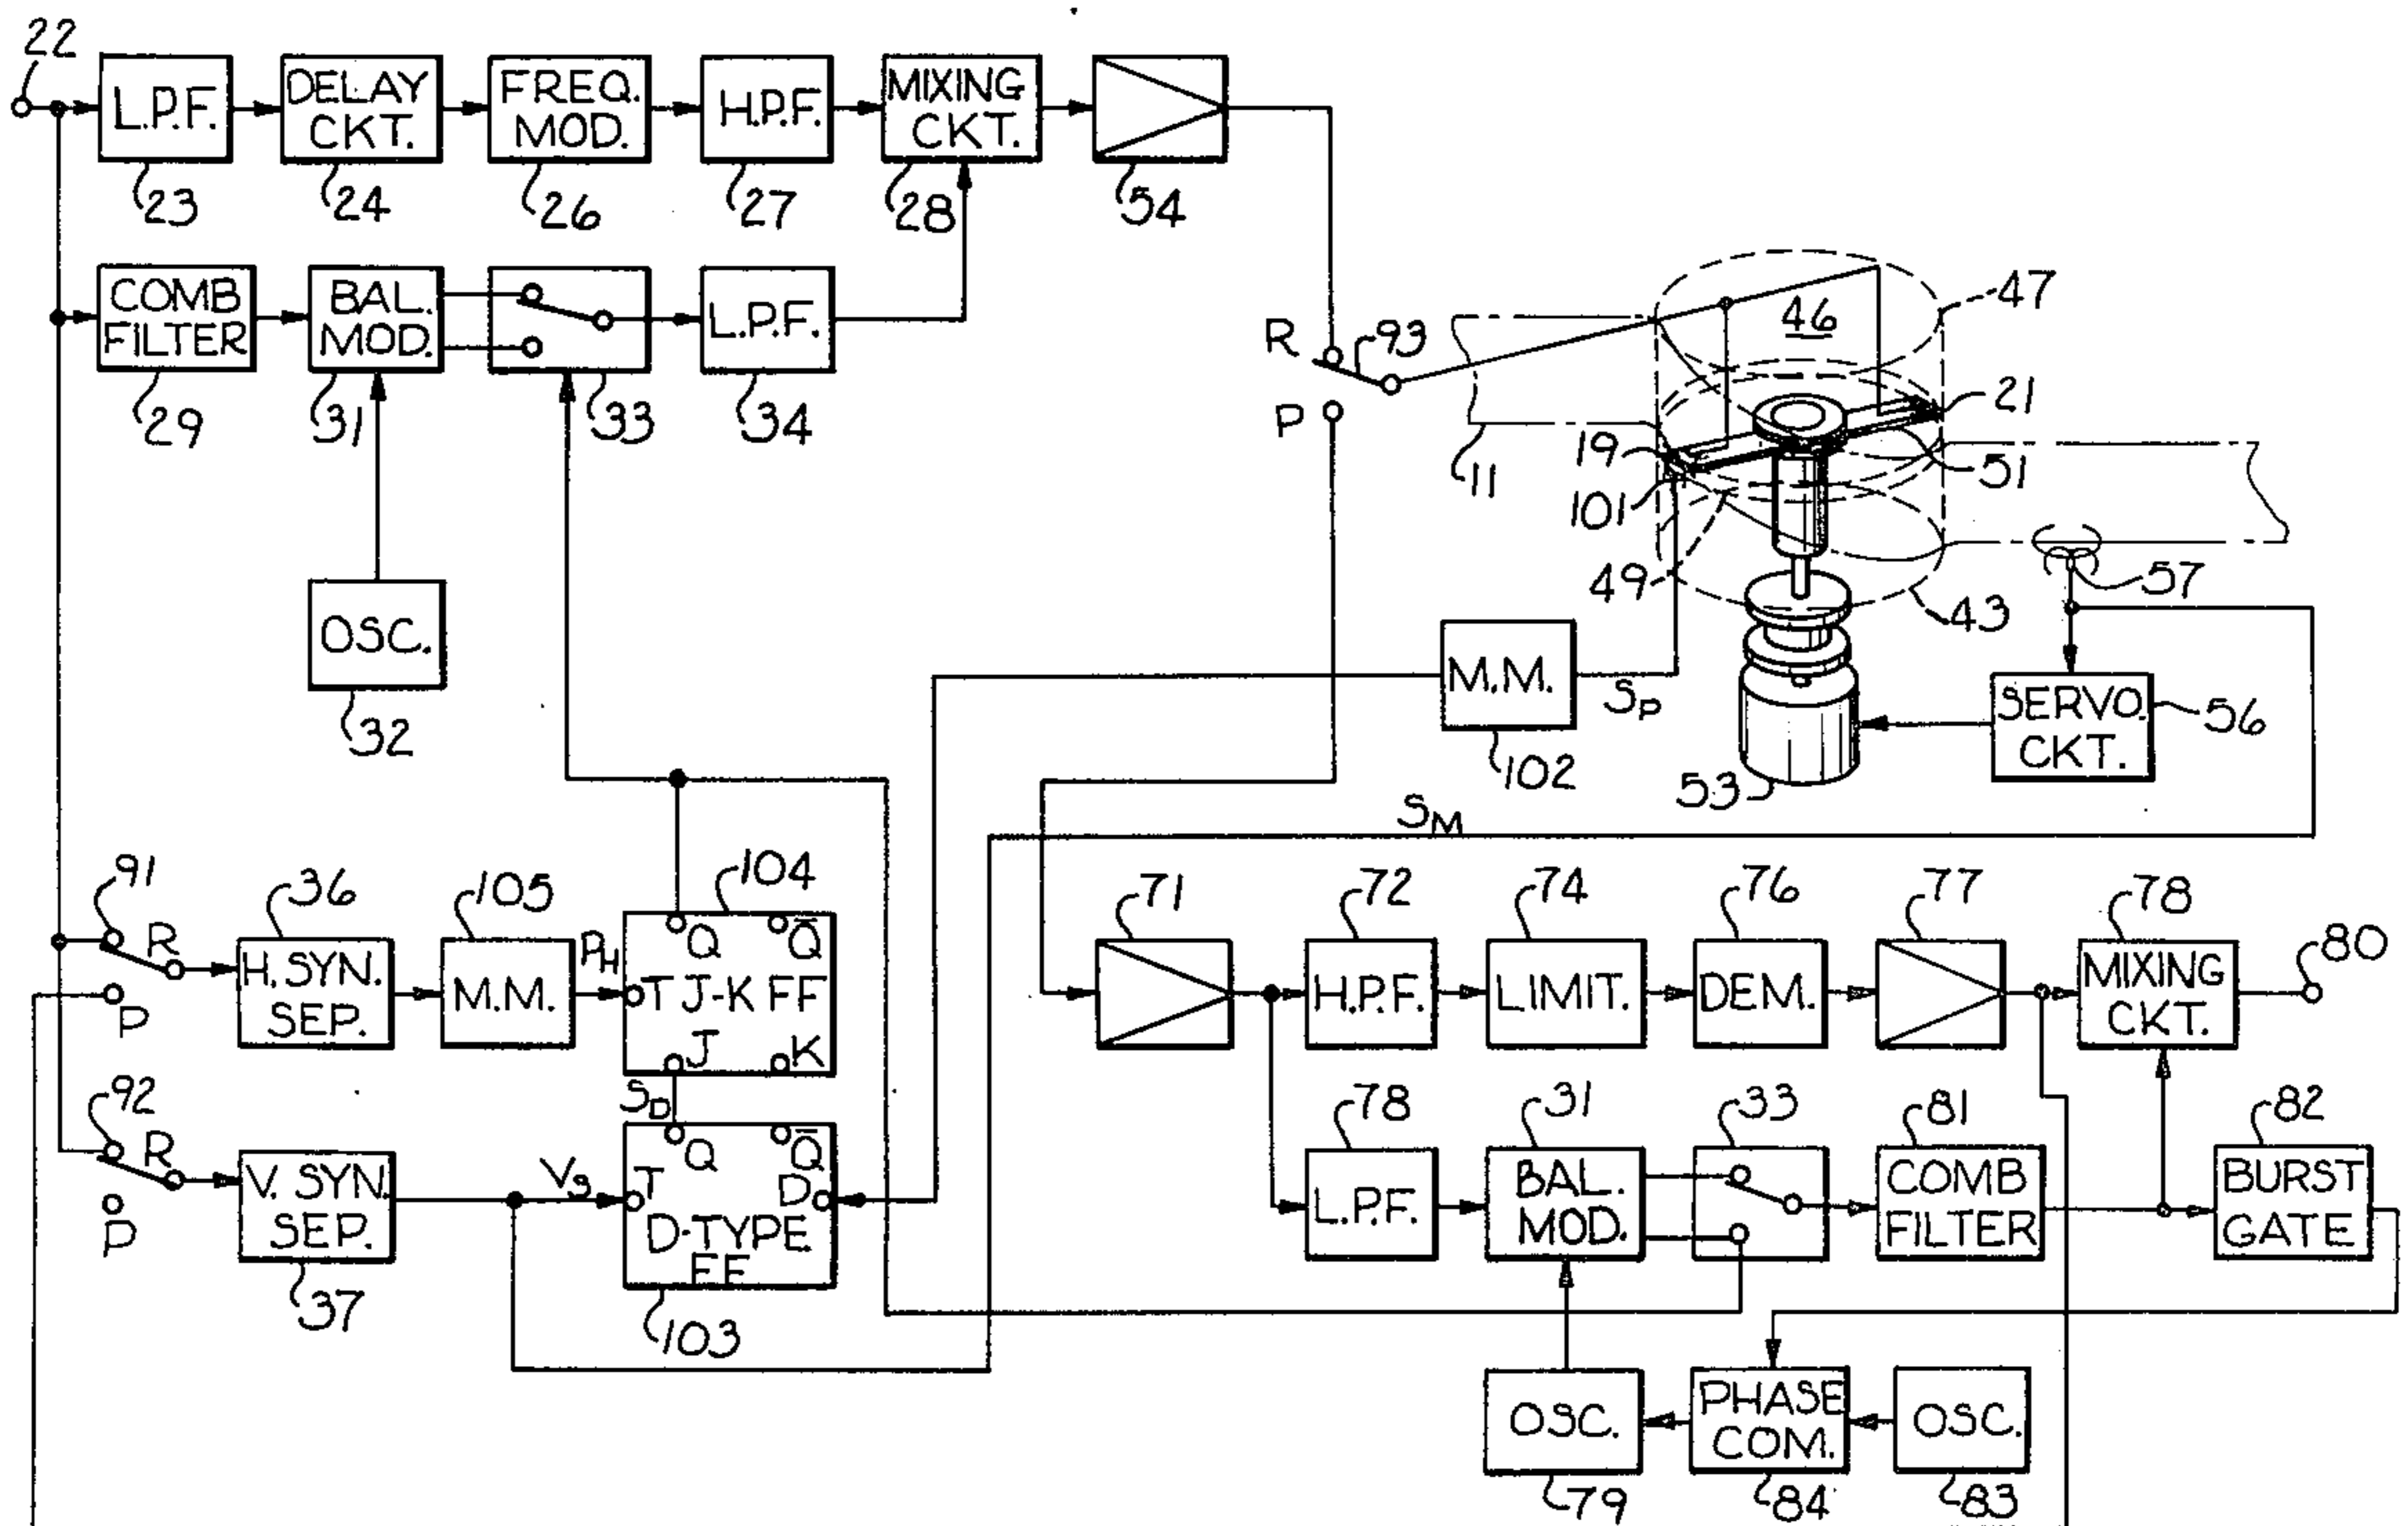 22
L.P.F.
23
DELAY
CKT.
24
FREQ.
MOD.
26
H.P.F.
27
MIXING
CKT.
28
54
COMB
FILTER
29
BAL.
MOD.
31
33
L.P.F.
34
OSC.
32
R
93
P
11
46
47
19
21
101
51
49
43
57
M.M.
102
SP
53
SERVO.
CKT.
56
SM
91
R
P
36
H. SYN.
SEP.
105
M.M.
PH
104
Q Q̄
T J-K FF
J K
SD
92
R
P
V. SYN.
SEP.
37
VS
Q Q̄
T D
D-TYPE
FF
103
71
72
H.P.F.
74
LIMIT.
76
DEM.
77
78
MIXING
CKT.
80
78
L.P.F.
31
BAL.
MOD.
33
81
COMB
FILTER
82
BURST
GATE
OSC.
79
PHASE
COM.
84
OSC.
83